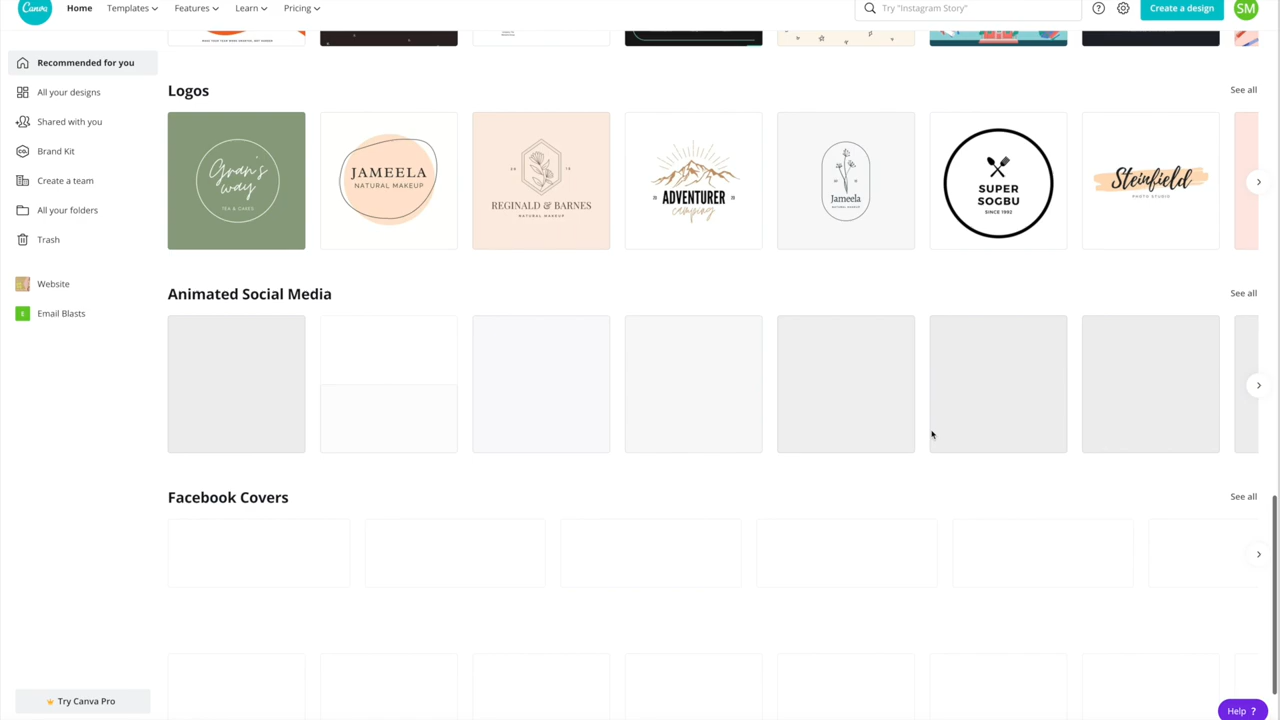 Canva
Home Templates Features Learn Pricing
Try "Instagram Story"
?
Create a design
SM
Recommended for you
All your designs
Shared with you
Brand Kit
Create a team
All your folders
Trash
Website
Email Blasts
Try Canva Pro
Logos
See all
Gran's
way
TEA & CAKES
JAMEELA
NATURAL MAKEUP
REGINALD & BARNES
NATURAL MAKEUP
ADVENTURER
camping
Jameela
SUPER
SOGBU
SINCE 1992
Steinfield
PHOTO STUDIO
Animated Social Media
See all
Facebook Covers
See all
Help ?